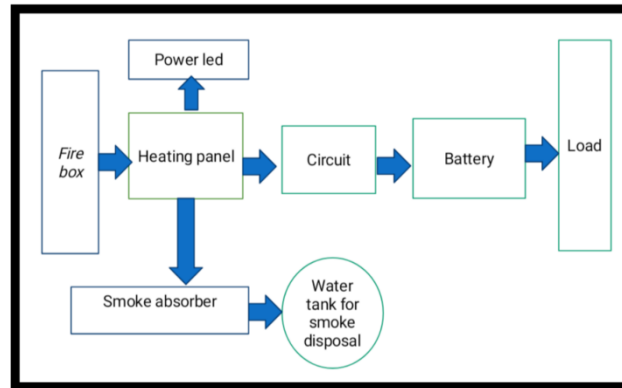 Power led
Fire
box
Heating panel
Circuit
Battery
Load
Smoke absorber
Water
tank for
smoke
disposal